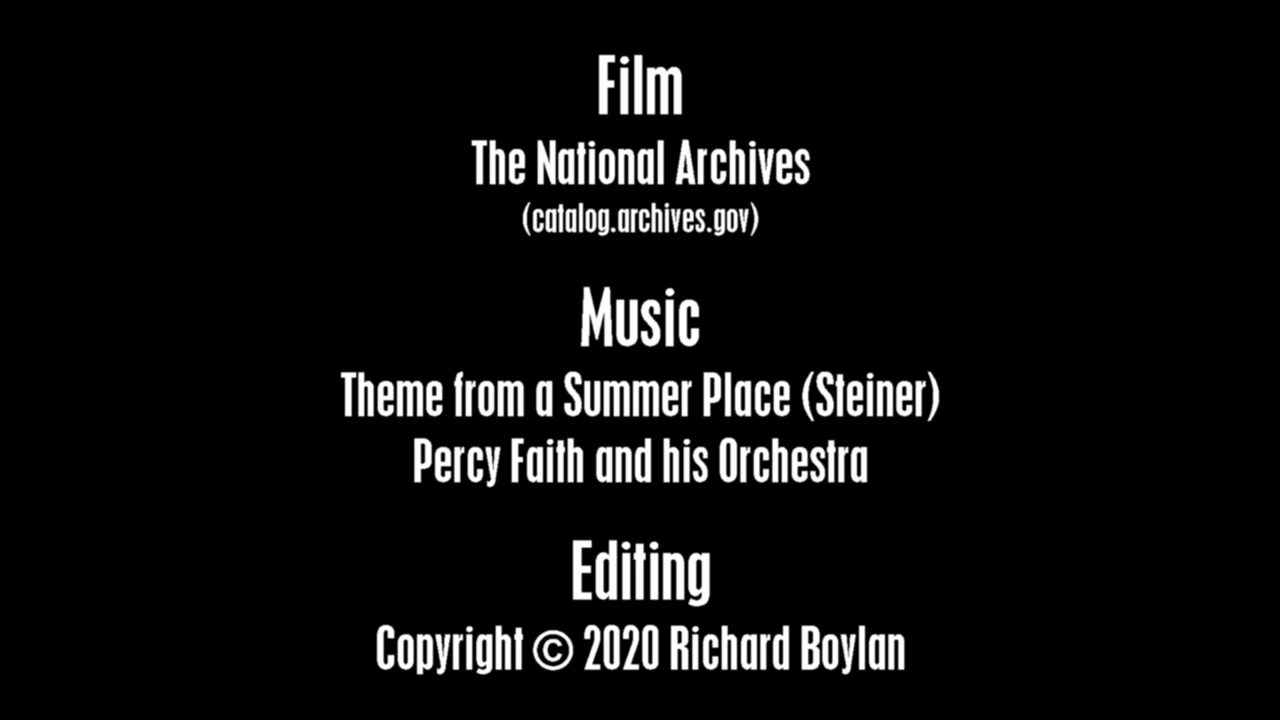 Film
The National Archives
(catalog.archives.gov)
Music
Theme from a Summer Place (Steiner)
Percy Faith and his Orchestra
Editing
Copyright © 2020 Richard Boylan